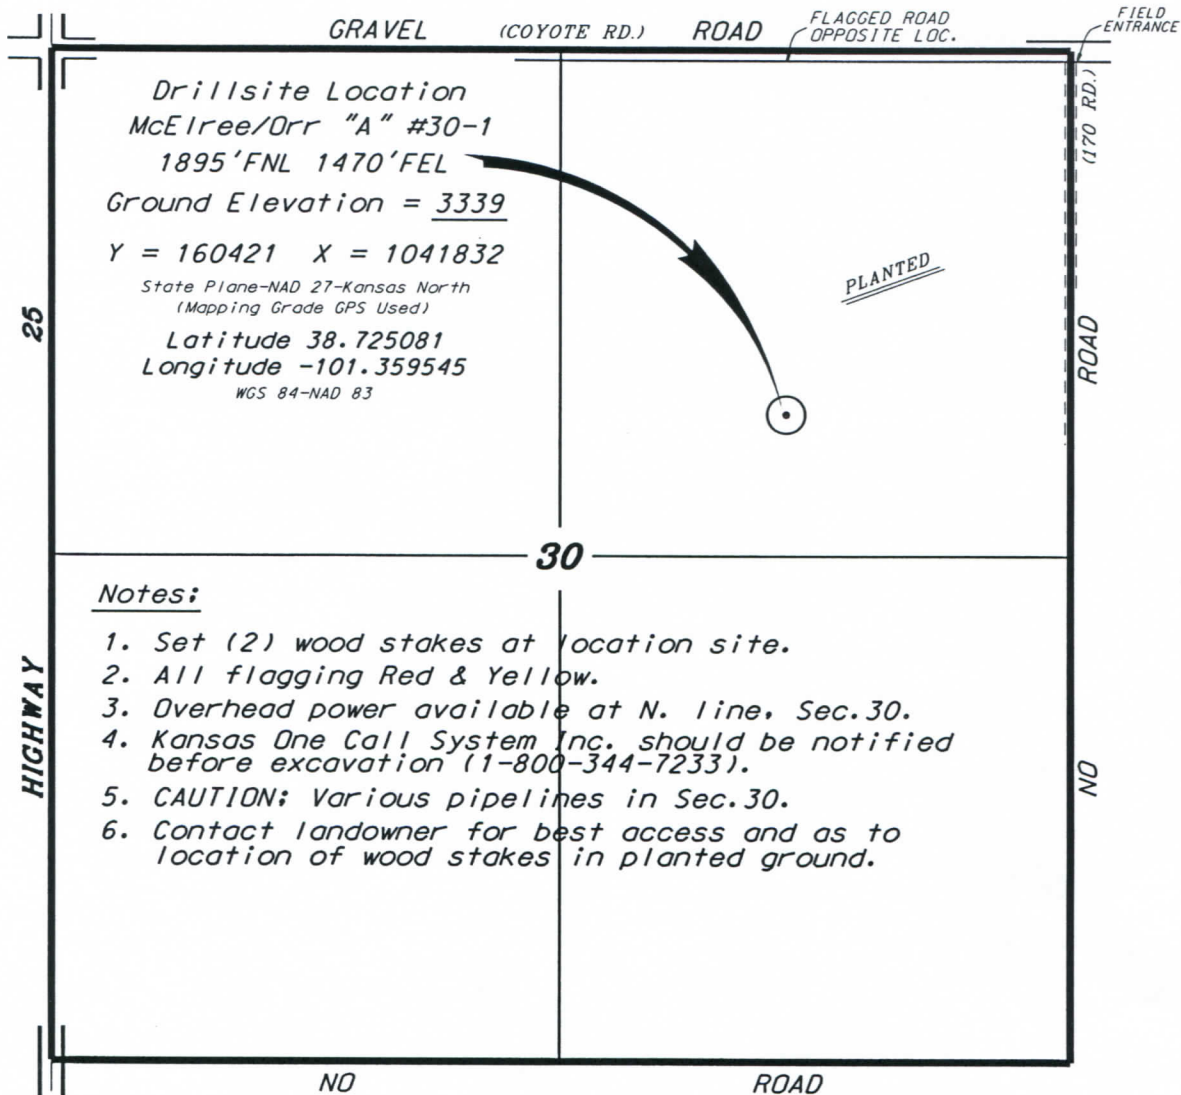 GRAVEL (COYOTE RD.) ROAD
FLAGGED ROAD
OPPOSITE LOC.
FIELD
ENTRANCE
Drillsite Location
McElree/Orr "A" #30-1
1895'FNL 1470'FEL
Ground Elevation = 3339
Y = 160421 X = 1041832
State Plane-NAD 27-Kansas North
(Mapping Grade GPS Used)
Latitude 38.725081
Longitude -101.359545
WGS 84-NAD 83
(170 RD.)
PLANTED
25
HIGHWAY
ROAD
NO
30
Notes:
1. Set (2) wood stakes at location site.
2. All flagging Red & Yellow.
3. Overhead power available at N. line, Sec.30.
4. Kansas One Call System Inc. should be notified
before excavation (1-800-344-7233).
5. CAUTION: Various pipelines in Sec.30.
6. Contact landowner for best access and as to
location of wood stakes in planted ground.
NO ROAD